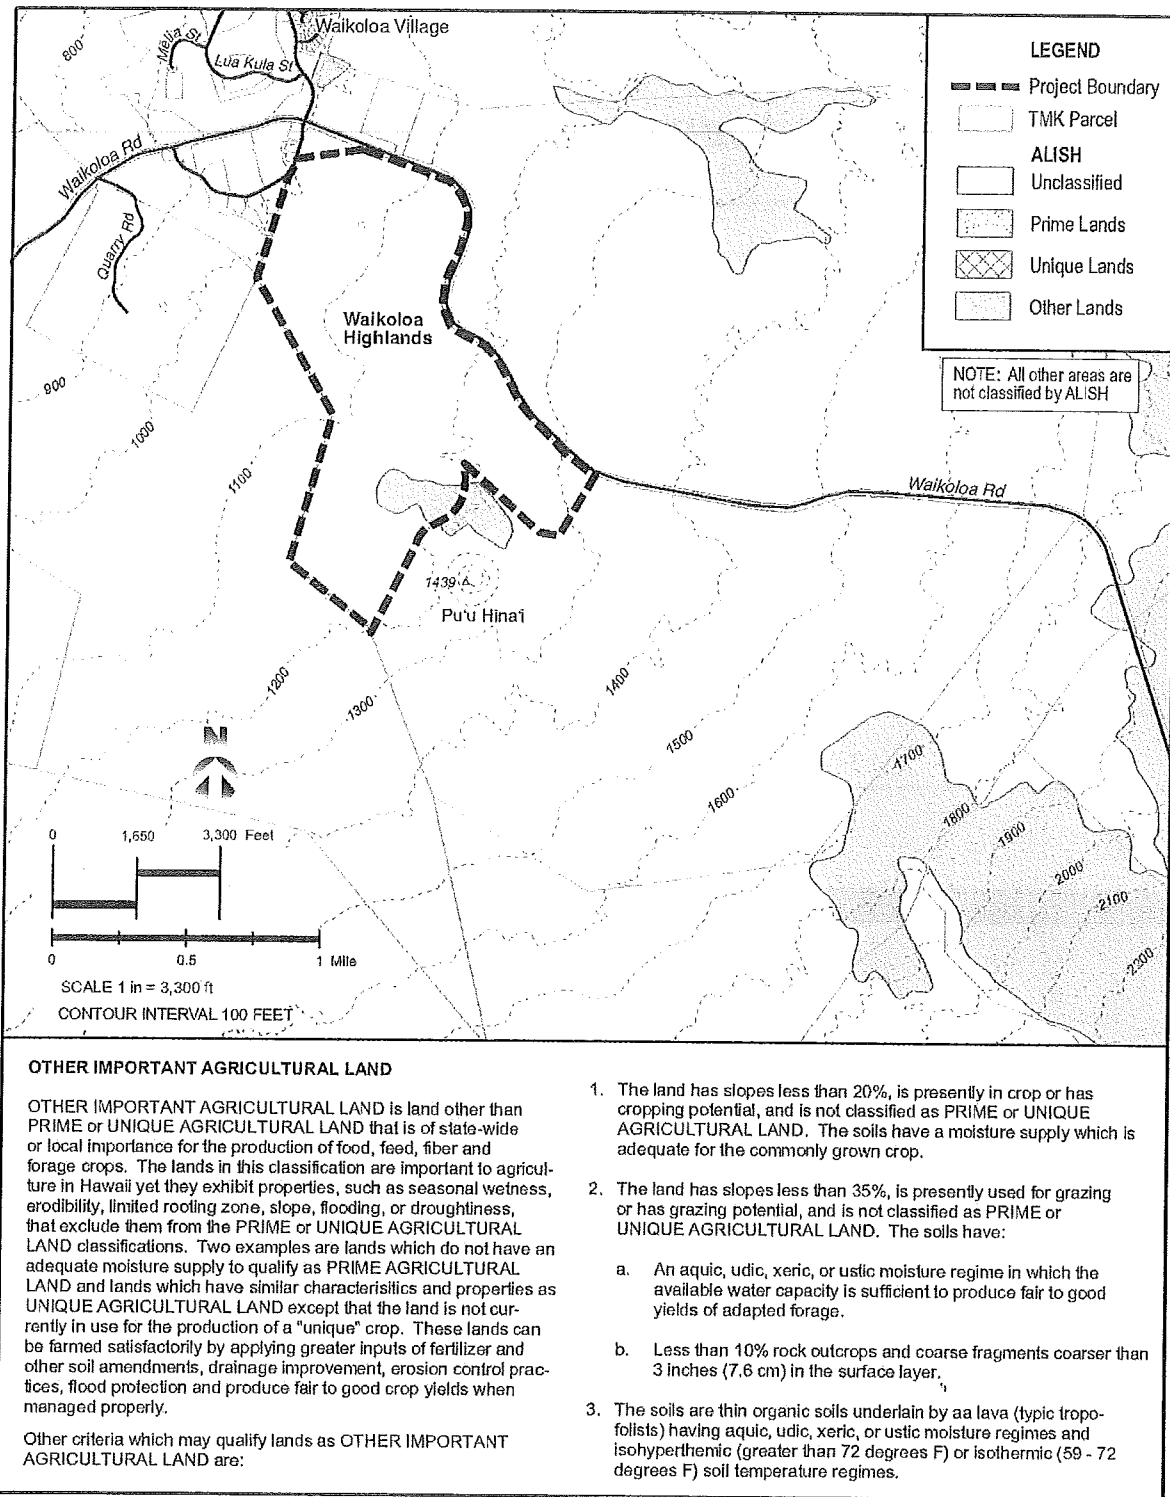 Waikoloa Village
800
Melia St
Lua Kula St
Waikoloa Rd
Quarry Rd
LEGEND
Project Boundary
TMK Parcel
ALISH
Unclassified
Prime Lands
Unique Lands
Other Lands
NOTE: All other areas are
not classified by ALISH
Waikoloa
Highlands
900
1000
1100
Waikoloa Rd
1439
Pu'u Hina'i
1200
1300
1400
1500
1600
1700
1800
1900
2000
2100
2200
N
0 1,650 3,300 Feet
0 0.5 1 Mile
SCALE 1 in = 3,300 ft
CONTOUR INTERVAL 100 FEET
OTHER IMPORTANT AGRICULTURAL LAND
OTHER IMPORTANT AGRICULTURAL LAND is land other than
PRIME or UNIQUE AGRICULTURAL LAND that is of state-wide
or local importance for the production of food, feed, fiber and
forage crops. The lands in this classification are important to agricul-
ture in Hawaii yet they exhibit properties, such as seasonal wetness,
erodibility, limited rooting zone, slope, flooding, or droughtiness,
that exclude them from the PRIME or UNIQUE AGRICULTURAL
LAND classifications. Two examples are lands which do not have an
adequate moisture supply to qualify as PRIME AGRICULTURAL
LAND and lands which have similar characterisitics and properties as
UNIQUE AGRICULTURAL LAND except that the land is not cur-
rently in use for the production of a "unique" crop. These lands can
be farmed satisfactorily by applying greater inputs of fertilizer and
other soil amendments, drainage improvement, erosion control prac-
tices, flood protection and produce fair to good crop yields when
managed properly.
Other criteria which may qualify lands as OTHER IMPORTANT
AGRICULTURAL LAND are:
1. The land has slopes less than 20%, is presently in crop or has
cropping potential, and is not classified as PRIME or UNIQUE
AGRICULTURAL LAND. The soils have a moisture supply which is
adequate for the commonly grown crop.
2. The land has slopes less than 35%, is presently used for grazing
or has grazing potential, and is not classified as PRIME or
UNIQUE AGRICULTURAL LAND. The soils have:
a. An aquic, udic, xeric, or ustic moisture regime in which the
available water capacity is sufficient to produce fair to good
yields of adapted forage.
b. Less than 10% rock outcrops and coarse fragments coarser than
3 inches (7.6 cm) in the surface layer.
3. The soils are thin organic soils underlain by aa lava (typic tropo-
folists) having aquic, udic, xeric, or ustic moisture regimes and
isohyperthemic (greater than 72 degrees F) or isothermic (59 - 72
degrees F) soil temperature regimes.